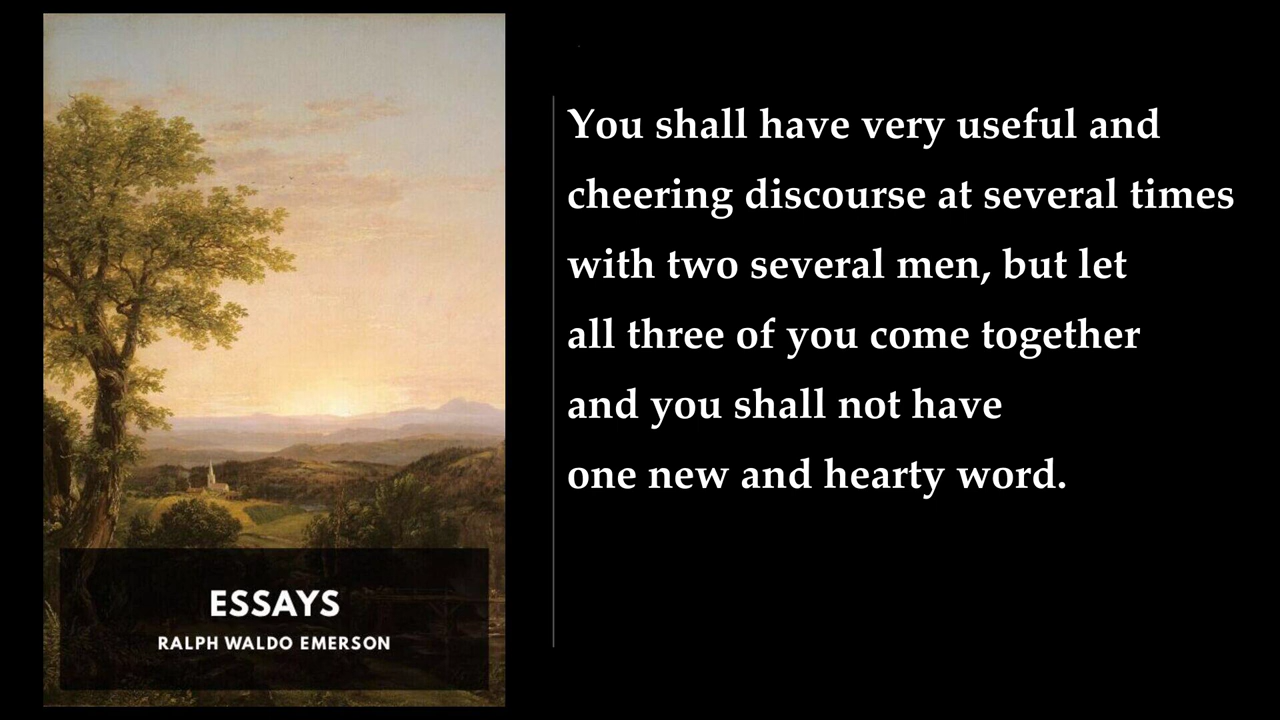 ESSAYS
RALPH WALDO EMERSON
You shall have very useful and
cheering discourse at several times
with two several men, but let
all three of you come together
and you shall not have
one new and hearty word.